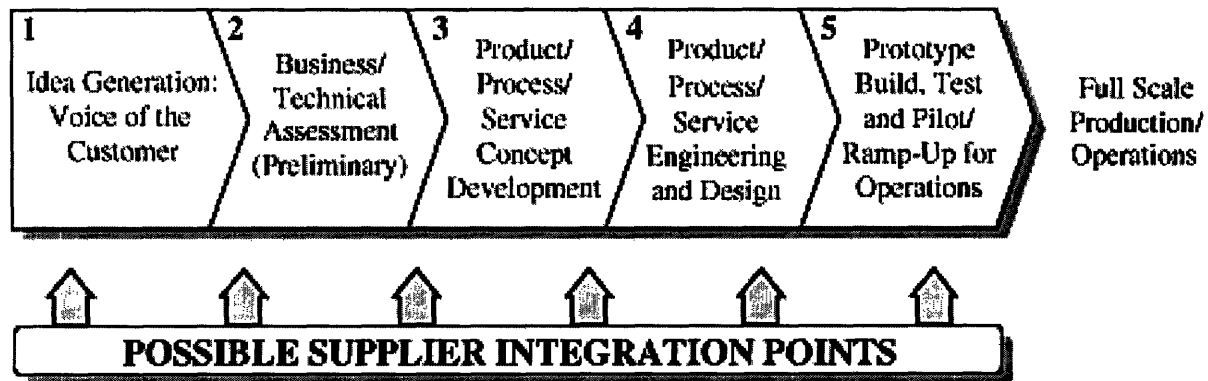 1
Idea Generation:
Voice of the
Customer
2
Business/
Technical
Assessment
(Preliminary)
3
Product/
Process/
Service
Concept
Development
4
Product/
Process/
Service
Engineering
and Design
5
Prototype
Build, Test
and Pilot/
Ramp-Up for
Operations
Full Scale
Production/
Operations
POSSIBLE SUPPLIER INTEGRATION POINTS